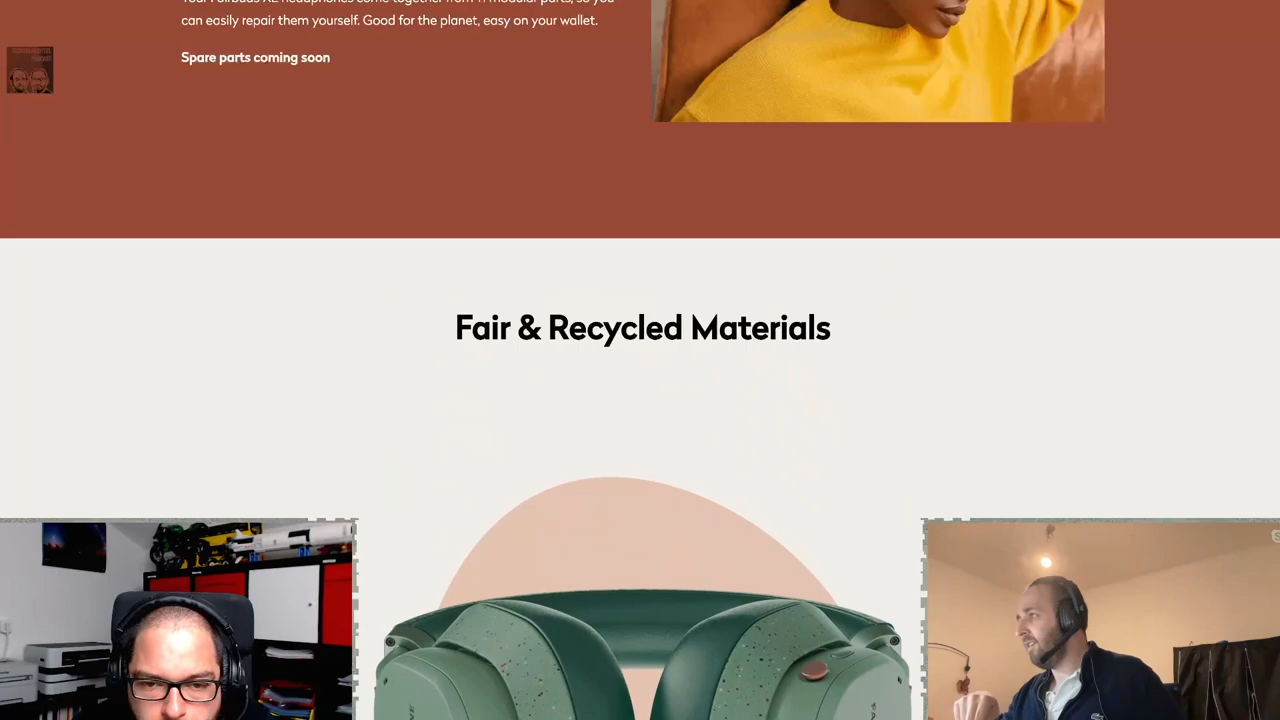 can easily repair them yourself. Good for the planet, easy on your wallet.
Spare parts coming soon
Fair & Recycled Materials